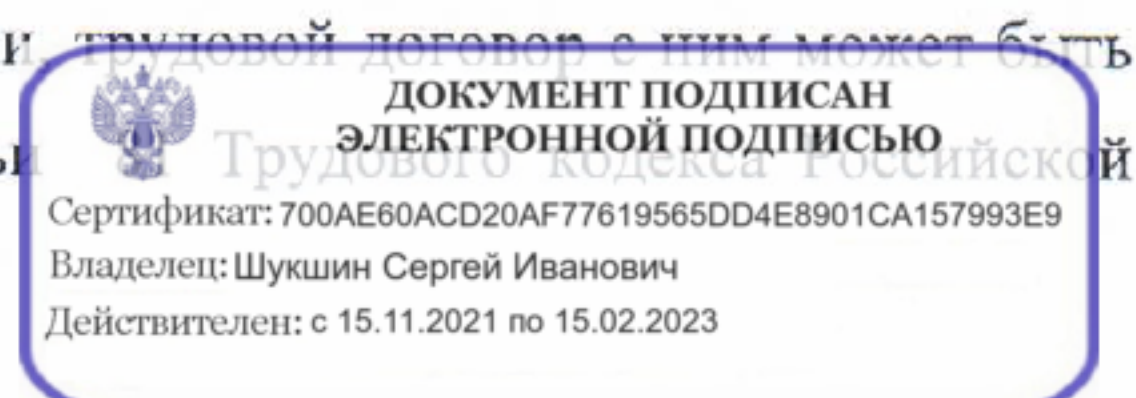 и, трудовой договор с ним может быть
ДОКУМЕНТ ПОДПИСАН
ЭЛЕКТРОННОЙ ПОДПИСЬЮ
Трудового кодекса Российской
Сертификат: 700AE60ACD20AF77619565DD4E8901CA157993E9
Владелец: Шукшин Сергей Иванович
Действителен: с 15.11.2021 по 15.02.2023